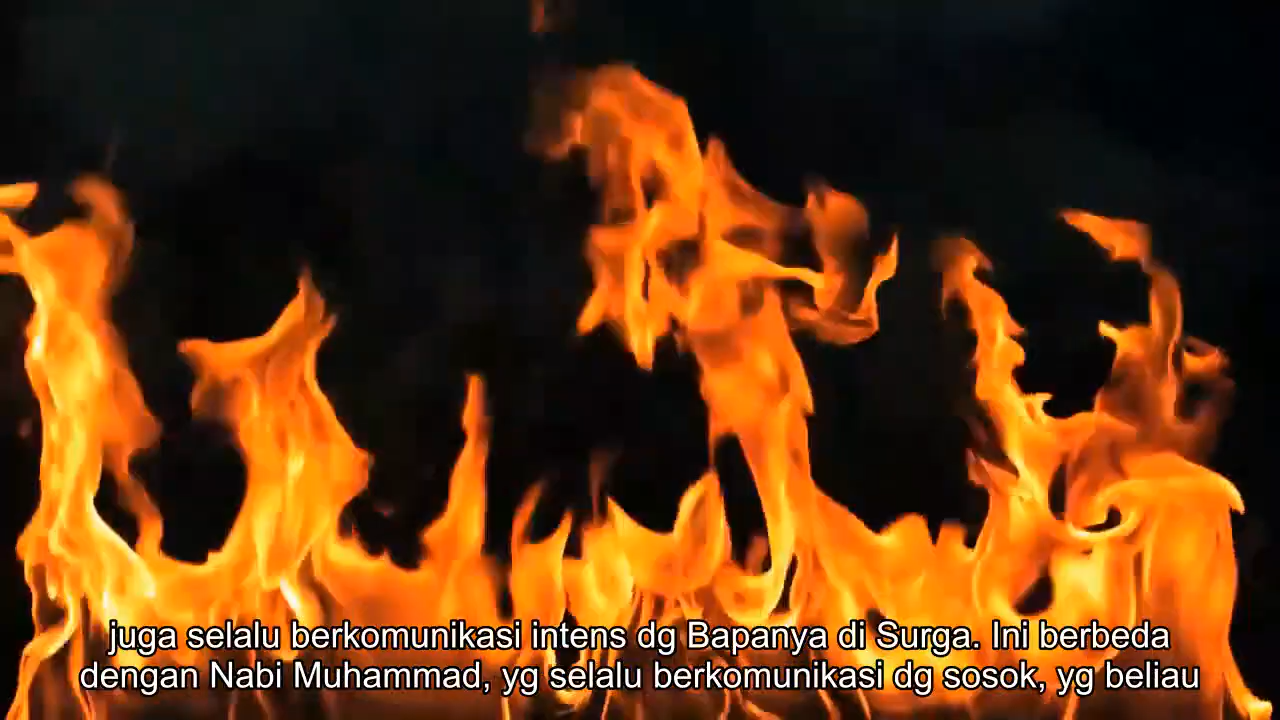 juga selalu berkomunikasi intens dg Bapanya di Surga. Ini berbeda
dengan Nabi Muhammad, yg selalu berkomunikasi dg sosok, yg beliau